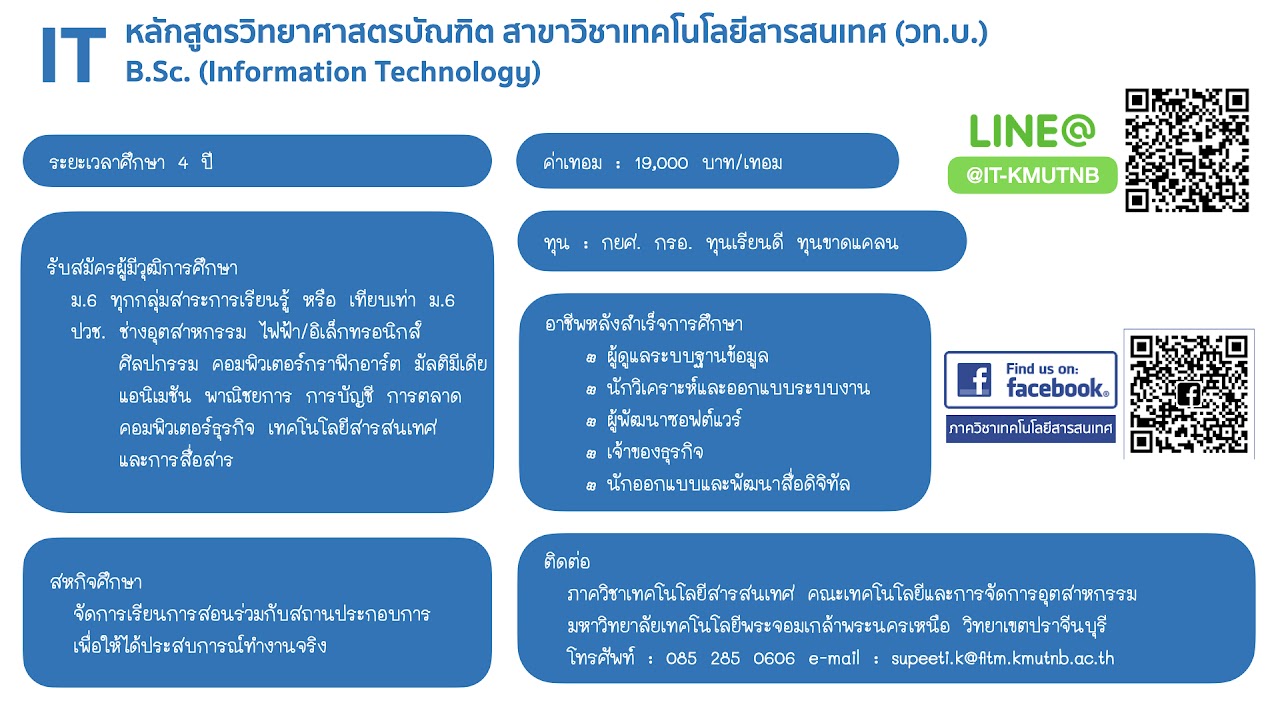 IT
หลักสูตรวิทยาศาสตรบัณฑิต สาขาวิชาเทคโนโลยีสารสนเทศ (วท.บ.)
B.Sc. (Information Technology)
ระยะเวลาศึกษา 4 ปี
ค่าเทอม : 19,000 บาท/เทอม
LINE@
@IT-KMUTNB
ทุน : กยศ. กรอ. ทุนเรียนดี ทุนขาดแคลน
รับสมัครผู้มีวุฒิการศึกษา
ม.6 ทุกกลุ่มสาระการเรียนรู้ หรือ เทียบเท่า ม.6
ปวช. ช่างอุตสาหกรรม ไฟฟ้า/อิเล็กทรอนิกส์
ศิลปกรรม คอมพิวเตอร์กราฟิกอาร์ต มัลติมีเดีย
แอนิเมชัน พาณิชยการ การบัญชี การตลาด
คอมพิวเตอร์ธุรกิจ เทคโนโลยีสารสนเทศ
และการสื่อสาร
อาชีพหลังสำเร็จการศึกษา
๏ ผู้ดูแลระบบฐานข้อมูล
๏ นักวิเคราะห์และออกแบบระบบงาน
๏ ผู้พัฒนาซอฟต์แวร์
๏ เจ้าของธุรกิจ
๏ นักออกแบบและพัฒนาสื่อดิจิทัล
Find us on:
facebook®
ภาควิชาเทคโนโลยีสารสนเทศ
สหกิจศึกษา
จัดการเรียนการสอนร่วมกับสถานประกอบการ
เพื่อให้ได้ประสบการณ์ทำงานจริง
ติดต่อ
ภาควิชาเทคโนโลยีสารสนเทศ คณะเทคโนโลยีและการจัดการอุตสาหกรรม
มหาวิทยาลัยเทคโนโลยีพระจอมเกล้าพระนครเหนือ วิทยาเขตปราจีนบุรี
โทรศัพท์ : 085 285 0606 e-mail : supeeti.k@fitm.kmutnb.ac.th